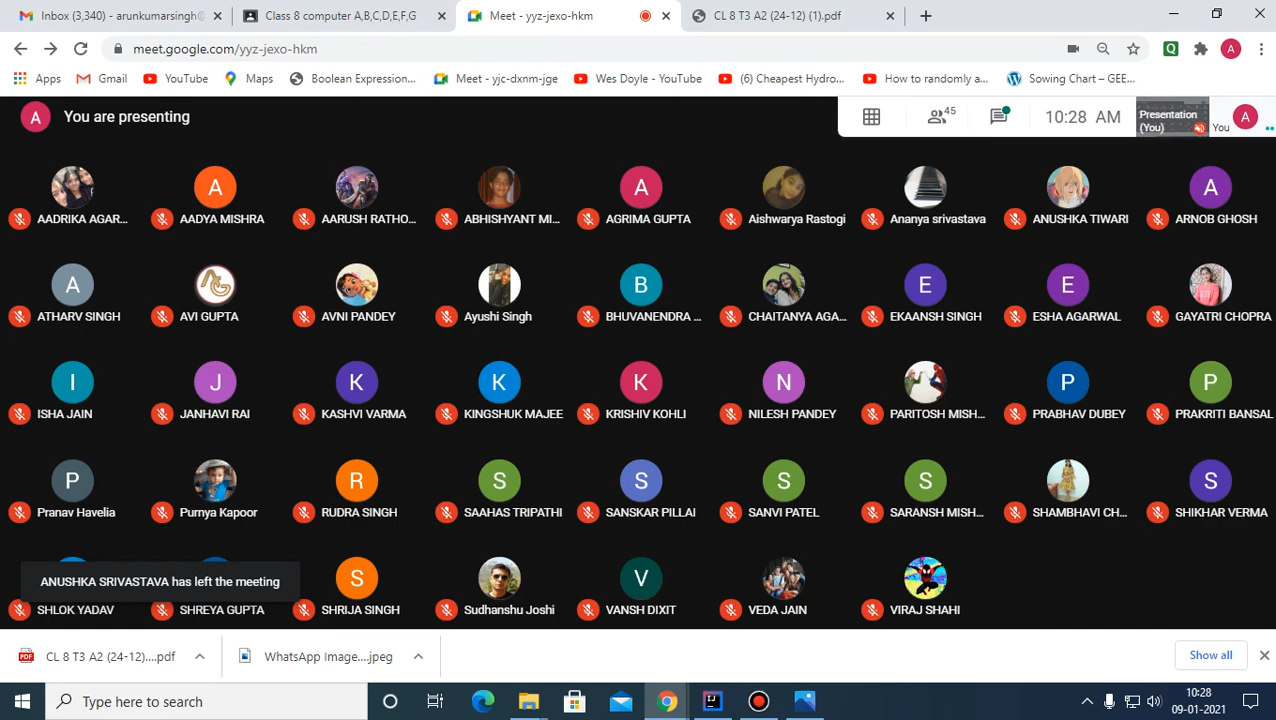 Inbox (3,340) - arunkumarsingh@
Class 8 computer A,B,C,D,E,F,G
Meet - yyz-jexo-hkm
CL 8 T3 A2 (24-12) (1).pdf
meet.google.com/yyz-jexo-hkm
Apps
Gmail
YouTube
Maps
Boolean Expression...
Meet - yjc-dxnm-jge
Wes Doyle - YouTube
(6) Cheapest Hydro...
How to randomly a...
Sowing Chart – GEE...
A You are presenting
45
10:28 AM
Presentation
(You)
You
A
A
A
A
A
AADRIKA AGAR...
AADYA MISHRA
AARUSH RATHO...
ABHISHYANT MI...
AGRIMA GUPTA
Aishwarya Rastogi
Ananya srivastava
ANUSHKA TIWARI
ARNOB GHOSH
A
B
E
E
ATHARV SINGH
AVI GUPTA
AVNI PANDEY
Ayushi Singh
BHUVANENDRA ...
CHAITANYA AGA...
EKAANSH SINGH
ESHA AGARWAL
GAYATRI CHOPRA
I
J
K
K
K
N
P
P
ISHA JAIN
JANHAVI RAI
KASHVI VARMA
KINGSHUK MAJEE
KRISHIV KOHLI
NILESH PANDEY
PARITOSH MISH...
PRABHAV DUBEY
PRAKRITI BANSAL
P
R
S
S
S
S
S
Pranav Havelia
Purnya Kapoor
RUDRA SINGH
SAAHAS TRIPATHI
SANSKAR PILLAI
SANVI PATEL
SARANSH MISH...
SHAMBHAVI CH...
SHIKHAR VERMA
ANUSHKA SRIVASTAVA has left the meeting
S
V
SHLOK YADAV
SHREYA GUPTA
SHRIJA SINGH
Sudhanshu Joshi
VANSH DIXIT
VEDA JAIN
VIRAJ SHAHI
CL 8 T3 A2 (24-12)....pdf
WhatsApp Image....jpeg
Show all
Type here to search
10:28
09-01-2021